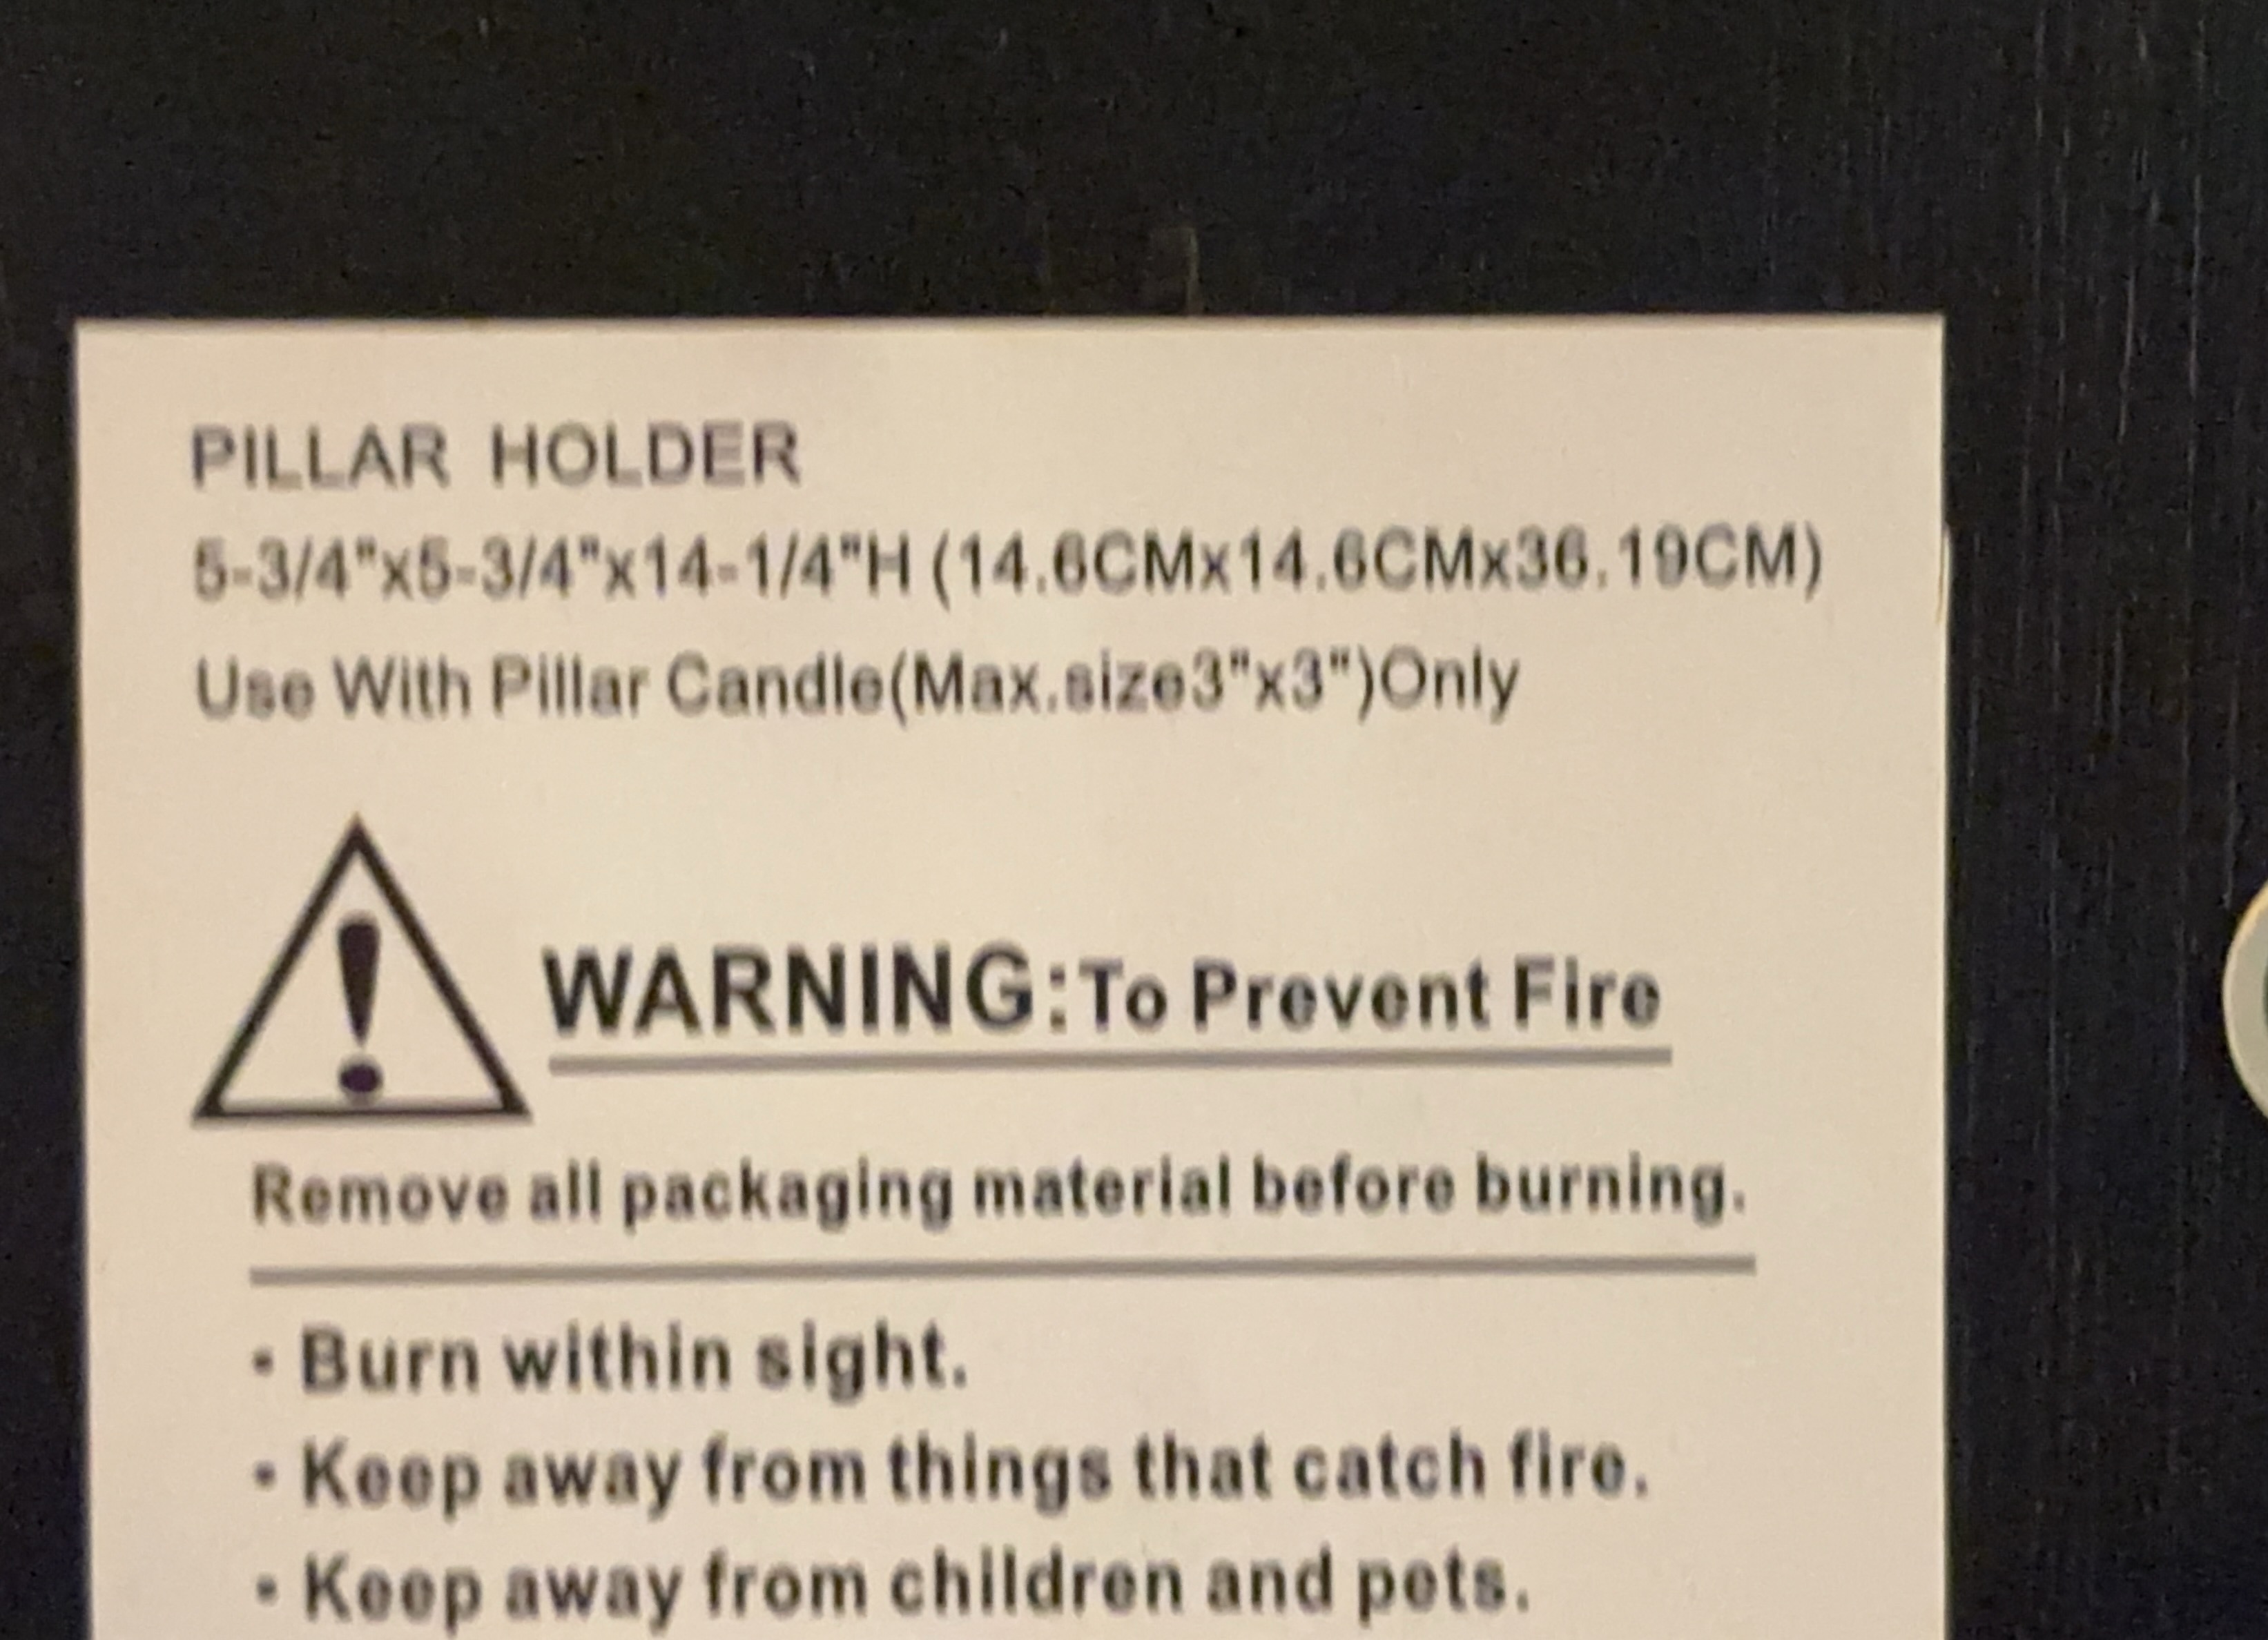 PILLAR HOLDER
5-3/4"x5-3/4"x14-1/4"H (14.6CMx14.6CMx36.19CM)
Use With Pillar Candle(Max.size3"x3")Only
WARNING:To Prevent Fire
Remove all packaging material before burning.
• Burn within sight.
• Keep away from things that catch fire.
• Keep away from children and pets.